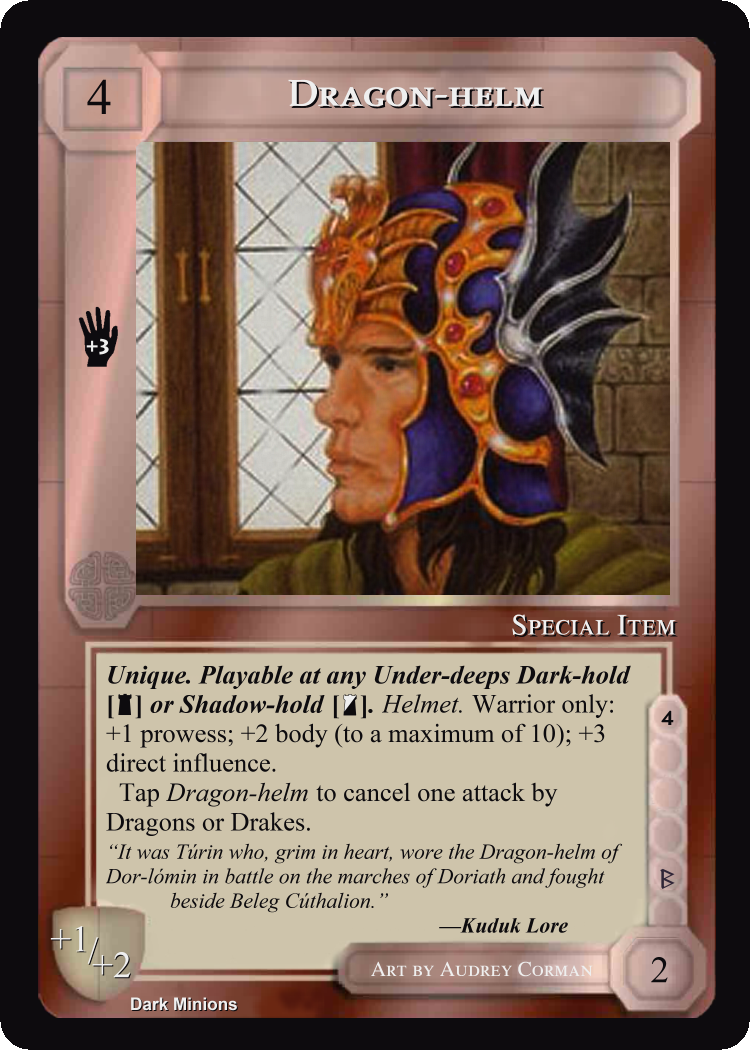 4
DRAGON-HELM
+3
SPECIAL ITEM
Unique. Playable at any Under-deeps Dark-hold
[] or Shadow-hold []. Helmet. Warrior only:
+1 prowess; +2 body (to a maximum of 10); +3
direct influence.
Tap Dragon-helm to cancel one attack by
Dragons or Drakes.
“It was Túrin who, grim in heart, wore the Dragon-helm of
Dor-lómin in battle on the marches of Doriath and fought
beside Beleg Cúthalion.”
—Kuduk Lore
4
ᛒ
+1/+2
ART BY AUDREY CORMAN
2
Dark Minions